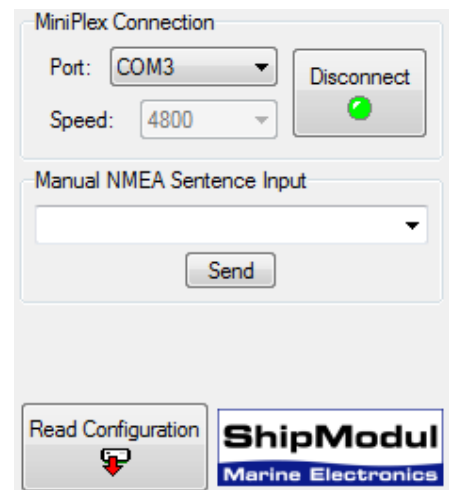 MiniPlex Connection
Port: COM3
Disconnect
Speed: 4800
Manual NMEA Sentence Input
Send
Read Configuration
ShipModul
Marine Electronics